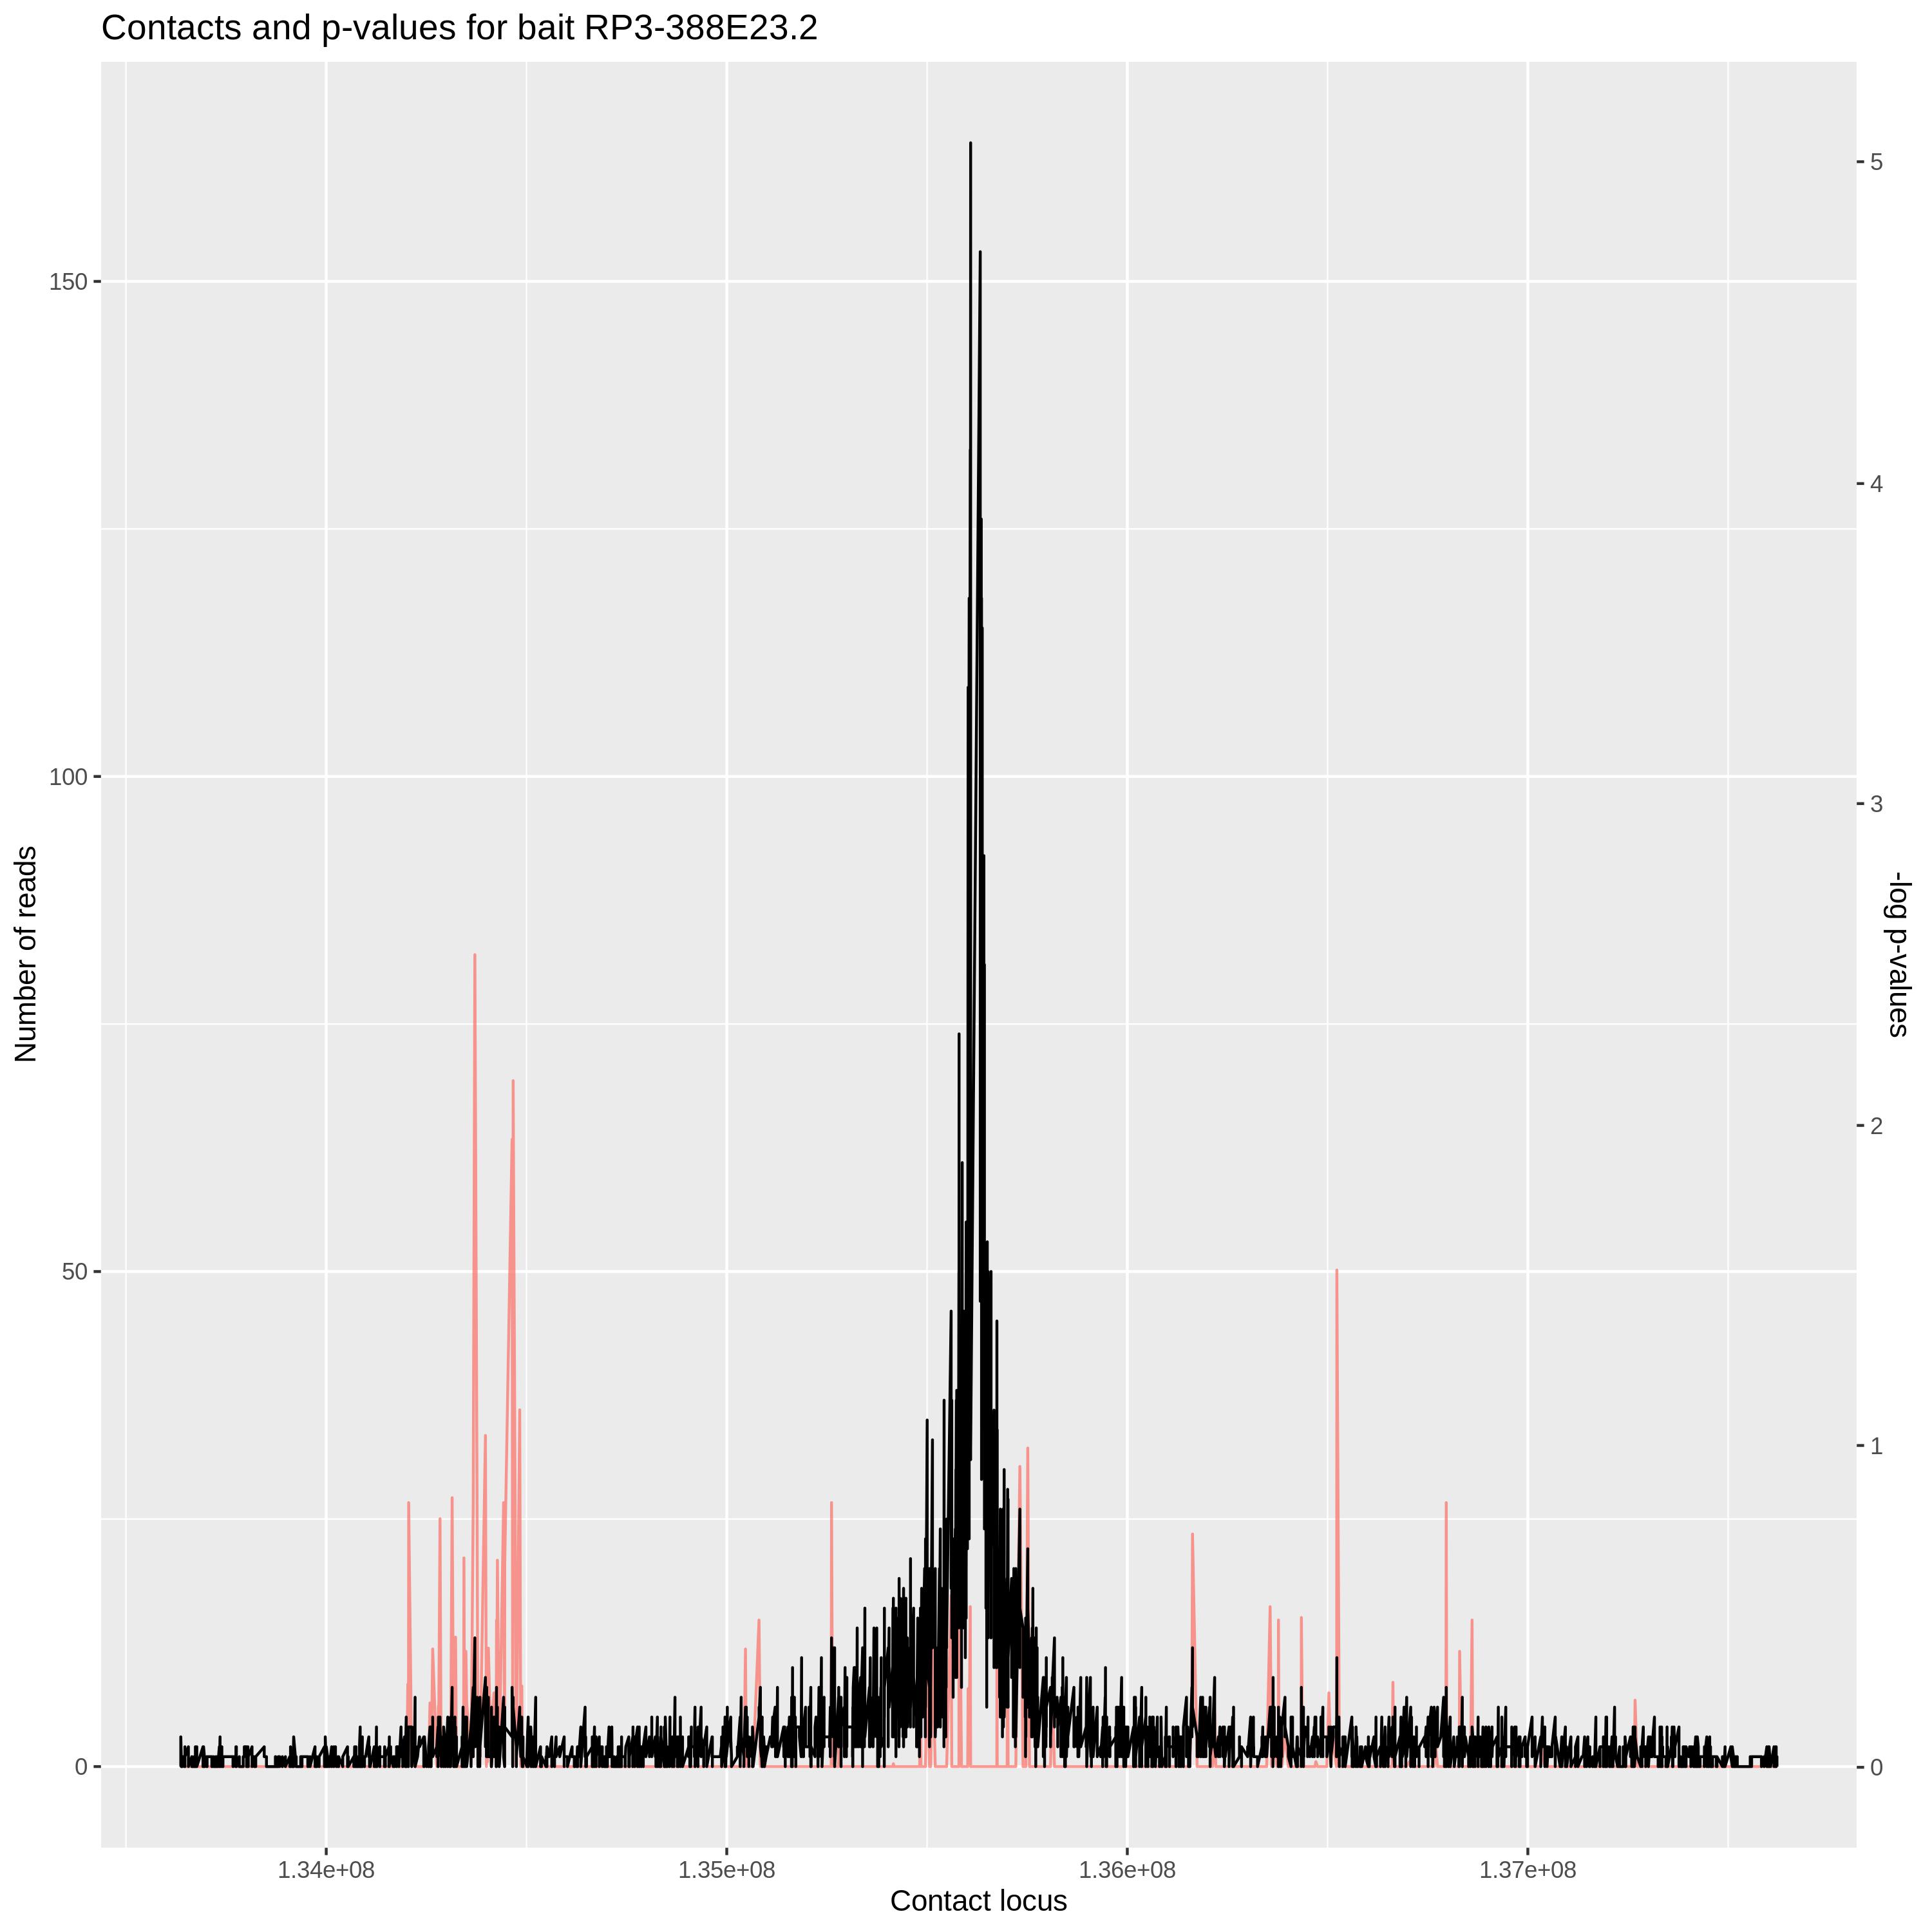 Contacts and p-values for bait RP3-388E23.2
150
100
50
0
Number of reads
5
4
3
2
1
0
-log p-values
1.34e+08 1.35e+08 1.36e+08 1.37e+08
Contact locus